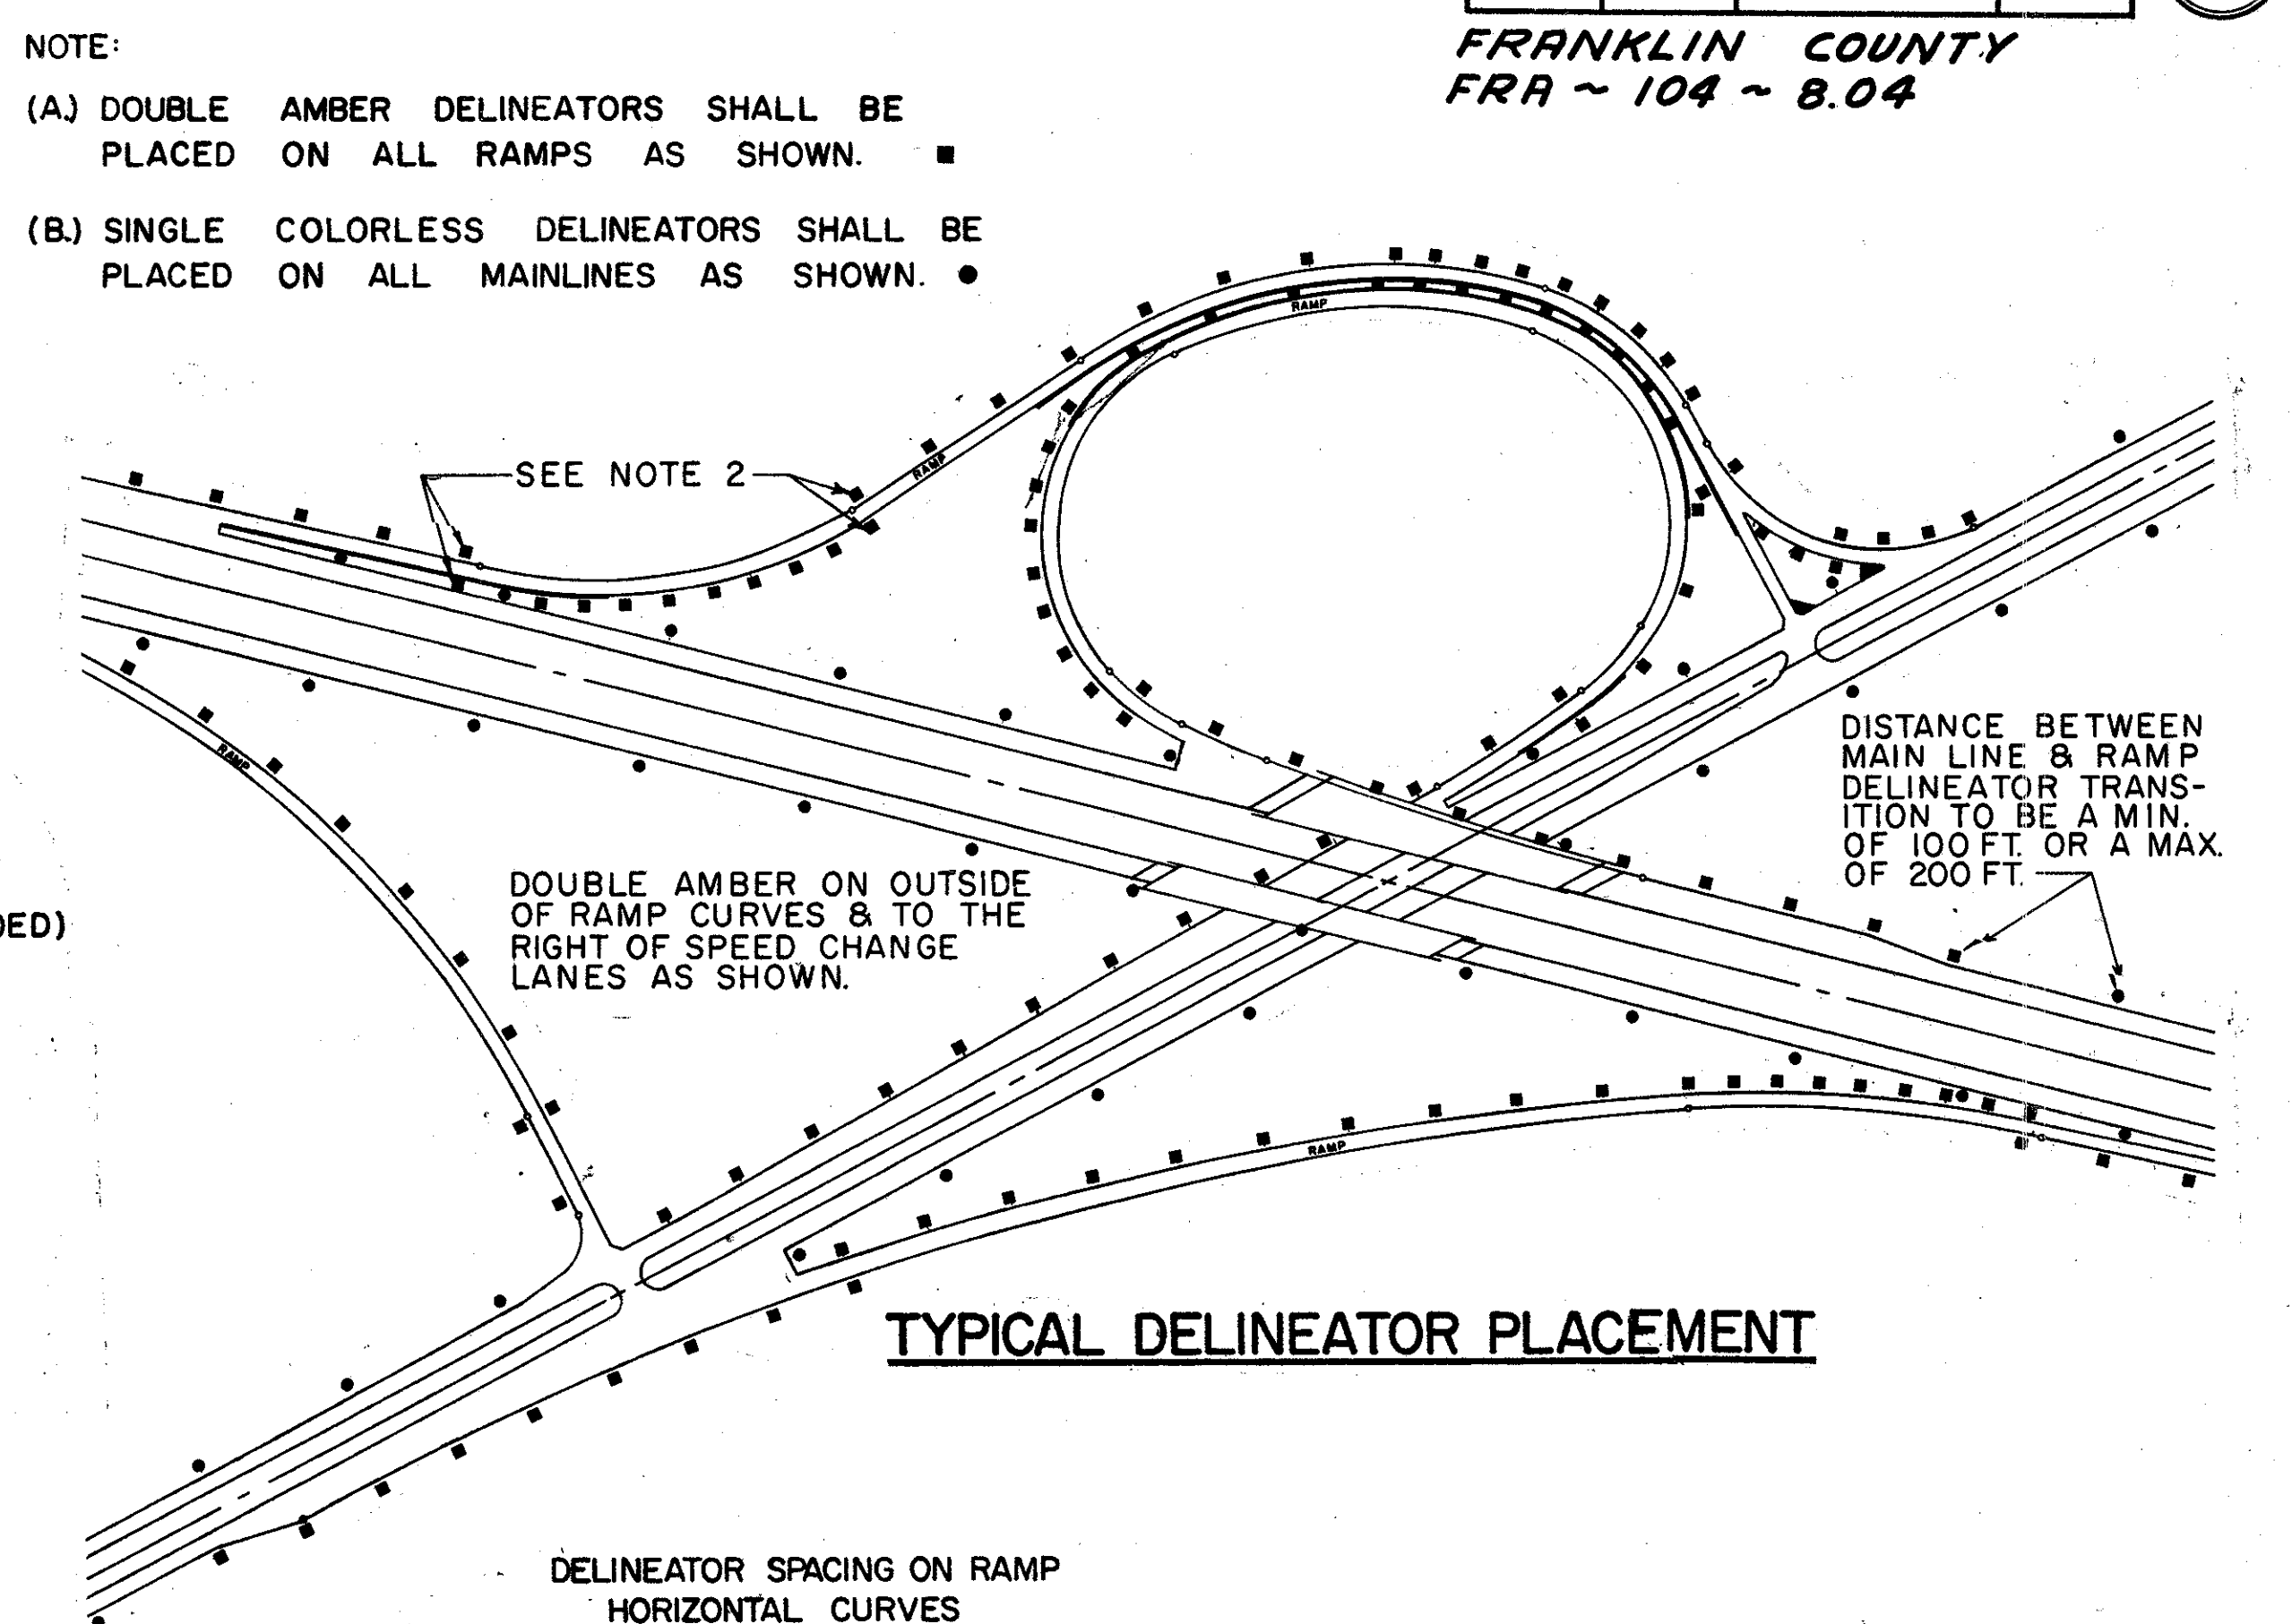 NOTE:
(A.) DOUBLE AMBER DELINEATORS SHALL BE
PLACED ON ALL RAMPS AS SHOWN. ■
(B.) SINGLE COLORLESS DELINEATORS SHALL BE
PLACED ON ALL MAINLINES AS SHOWN. ●
FRANKLIN COUNTY
FRA ~ 104 ~ 8.04
RAMP
RAMP
SEE NOTE 2
RAMP
DISTANCE BETWEEN
MAIN LINE & RAMP
DELINEATOR TRANS-
ITION TO BE A MIN.
OF 100 FT. OR A MAX.
OF 200 FT.
DOUBLE AMBER ON OUTSIDE
OF RAMP CURVES & TO THE
RIGHT OF SPEED CHANGE
LANES AS SHOWN.
DED)
RAMP
TYPICAL DELINEATOR PLACEMENT
DELINEATOR SPACING ON RAMP
HORIZONTAL CURVES